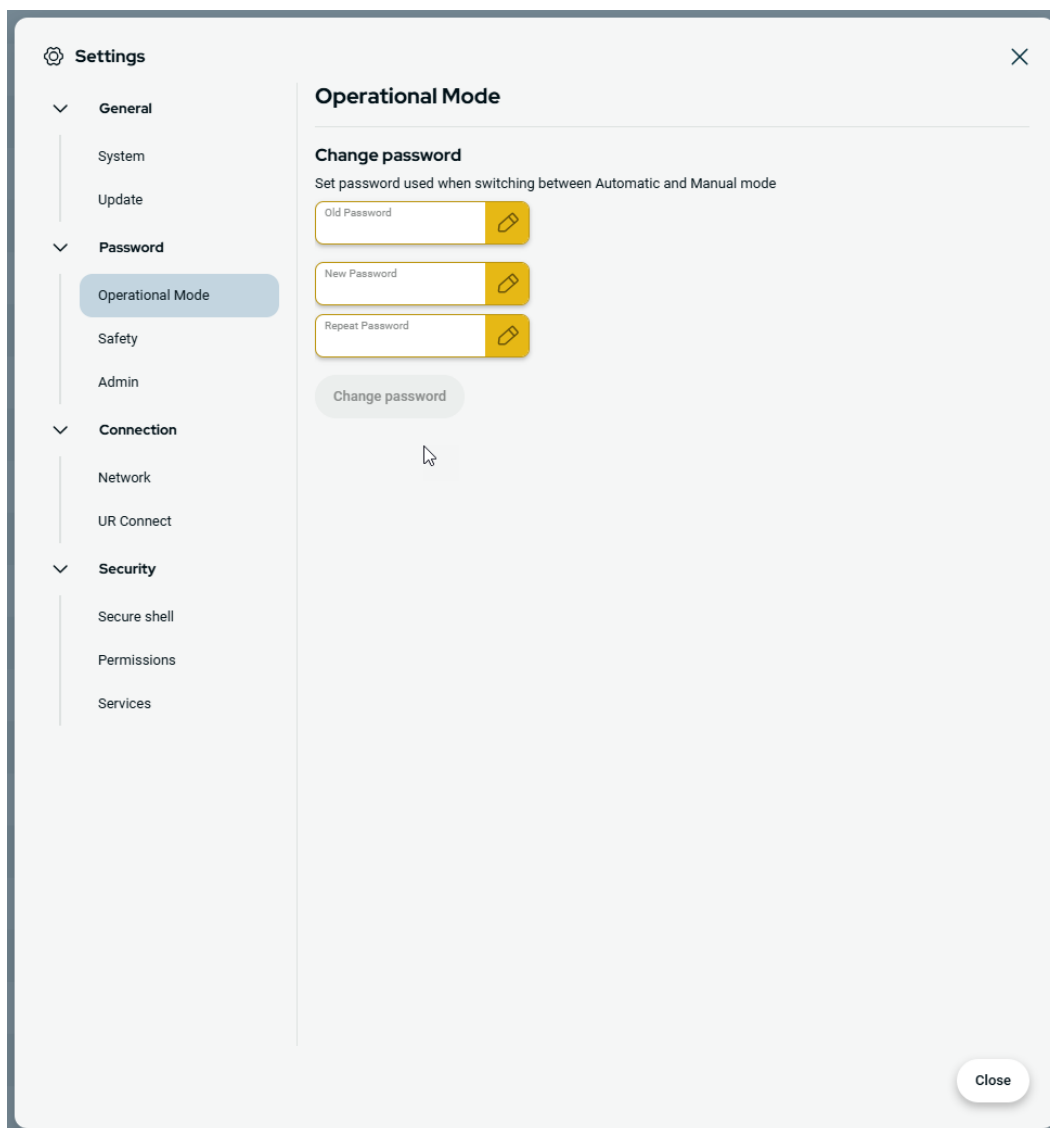 Settings
General
System
Update
Password
Operational Mode
Safety
Admin
Connection
Network
UR Connect
Security
Secure shell
Permissions
Services
Operational Mode
Change password
Set password used when switching between Automatic and Manual mode
Old Password
New Password
Repeat Password
Change password
Close